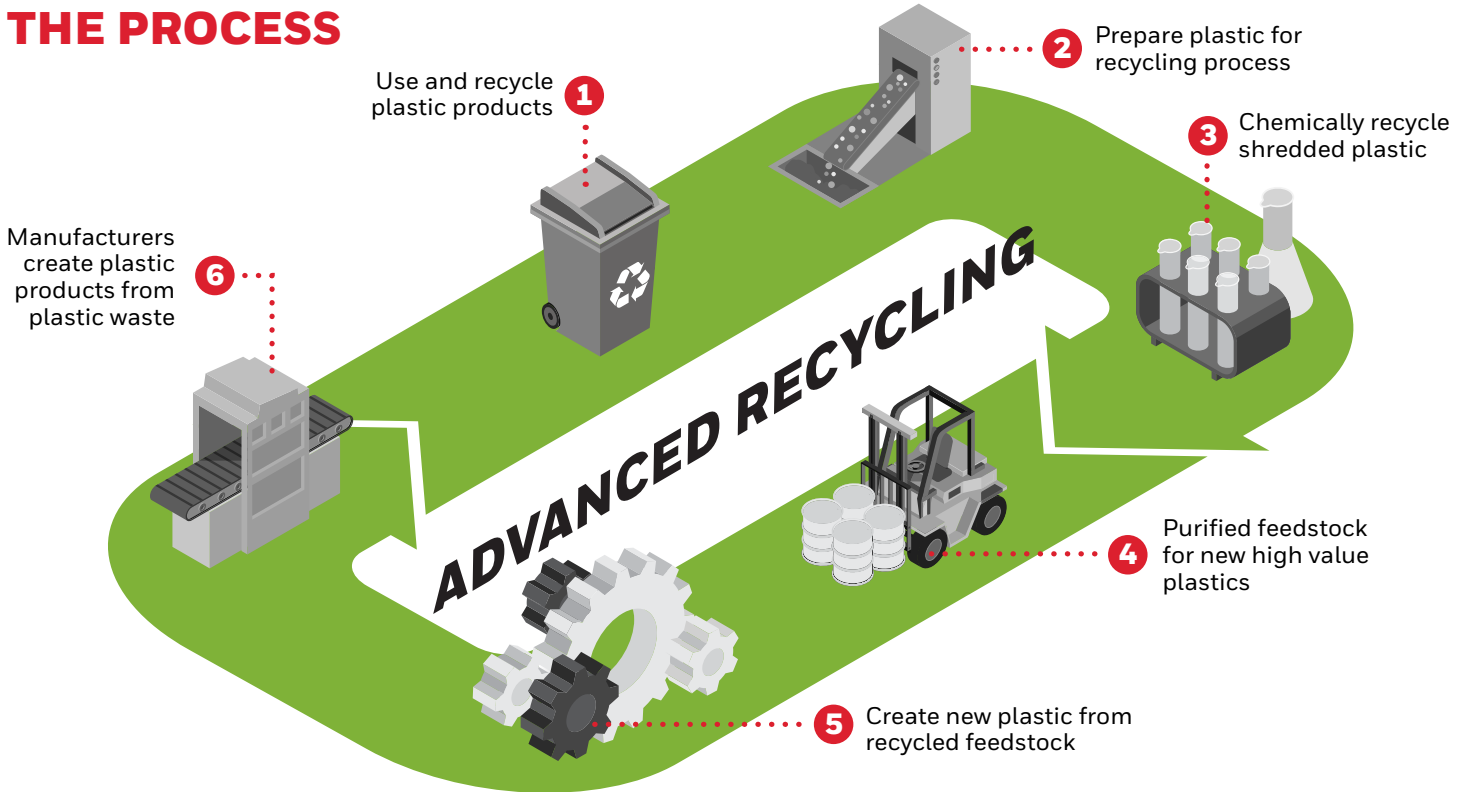 THE PROCESS
1
Use and recycle
plastic products
2
Prepare plastic for
recycling process
3
Chemically recycle
shredded plastic
4
Purified feedstock
for new high value
plastics
5
Create new plastic from
recycled feedstock
6
Manufacturers
create plastic
products from
plastic waste
ADVANCED RECYCLING